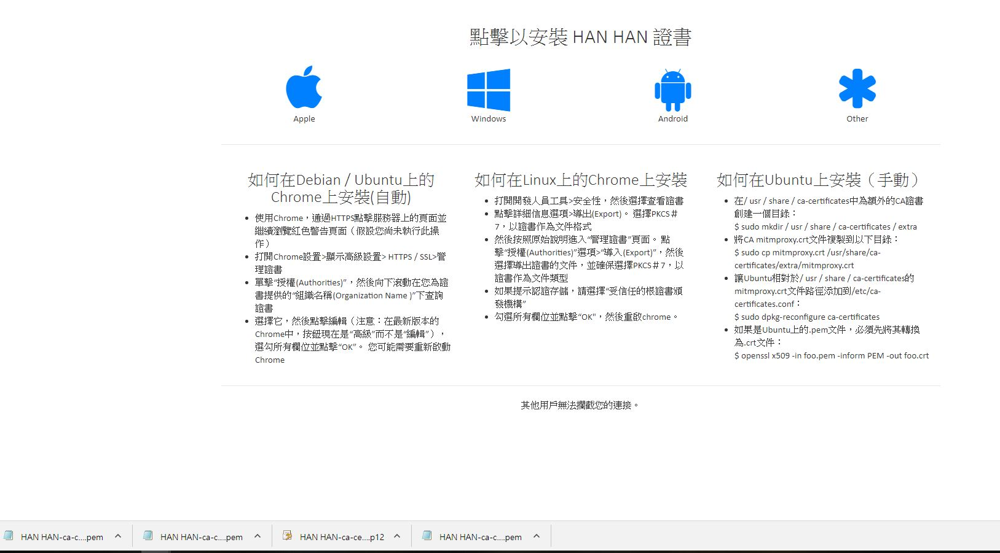 點擊以安裝 HAN HAN 證書
Apple
Windows
Android
Other
如何在Debian / Ubuntu上的
Chrome上安裝(自動)
使用Chrome，通過HTTPS點擊服務器上的頁面並
繼續瀏覽紅色警告頁面（假設您尚未執行此操
作）
打開Chrome設置>顯示高級設置> HTTPS / SSL>管
理證書
單擊“授權(Authorities)”，然後向下滾動在您為證
書提供的“組織名稱(Organization Name )”下查詢
證書
選擇它，然後點擊編輯（注意：在最新版本的
Chrome中，按鈕現在是“高級”而不是“編輯”），
選勾所有欄位並點擊“OK”。 您可能需要重新啟動
Chrome
如何在Linux上的Chrome上安裝
打開開發人員工具>安全性，然後選擇查看證書
點擊詳細信息選項>導出(Export)。 選擇PKCS＃
7，以證書作為文件格式
然後按照原始說明進入“管理證書”頁面。 點
擊“授權(Authorities)”選項>“導入(Export)”，然後
選擇導出證書的文件，並確保選擇PKCS＃7，以
證書作為文件類型
如果提示認證存儲，請選擇“受信任的根證書頒
發機構”
勾選所有欄位並點擊“OK"，然後重啟chrome。
如何在Ubuntu上安裝（手動）
在/ usr / share / ca-certificates中為額外的CA證書
創建一個目錄：
$ sudo mkdir / usr / share / ca-certificates / extra
將CA mitmproxy.crt文件複製到以下目錄：
$ sudo cp mitmproxy.crt /usr/share/ca-
certificates/extra/mitmproxy.crt
讓Ubuntu相對於/ usr / share / ca-certificates的
mitmproxy.crt文件路徑添加到/etc/ca-
certificates.conf：
$ sudo dpkg-reconfigure ca-certificates
如果是Ubuntu上的.pem文件，必須先將其轉換
為.crt文件：
$ openssl x509 -in foo.pem -inform PEM -out foo.crt
其他用戶無法攔截您的連接。
HAN HAN-ca-c....pem
HAN HAN-ca-c....pem
HAN HAN-ca-ce....p12
HAN HAN-ca-c....pem